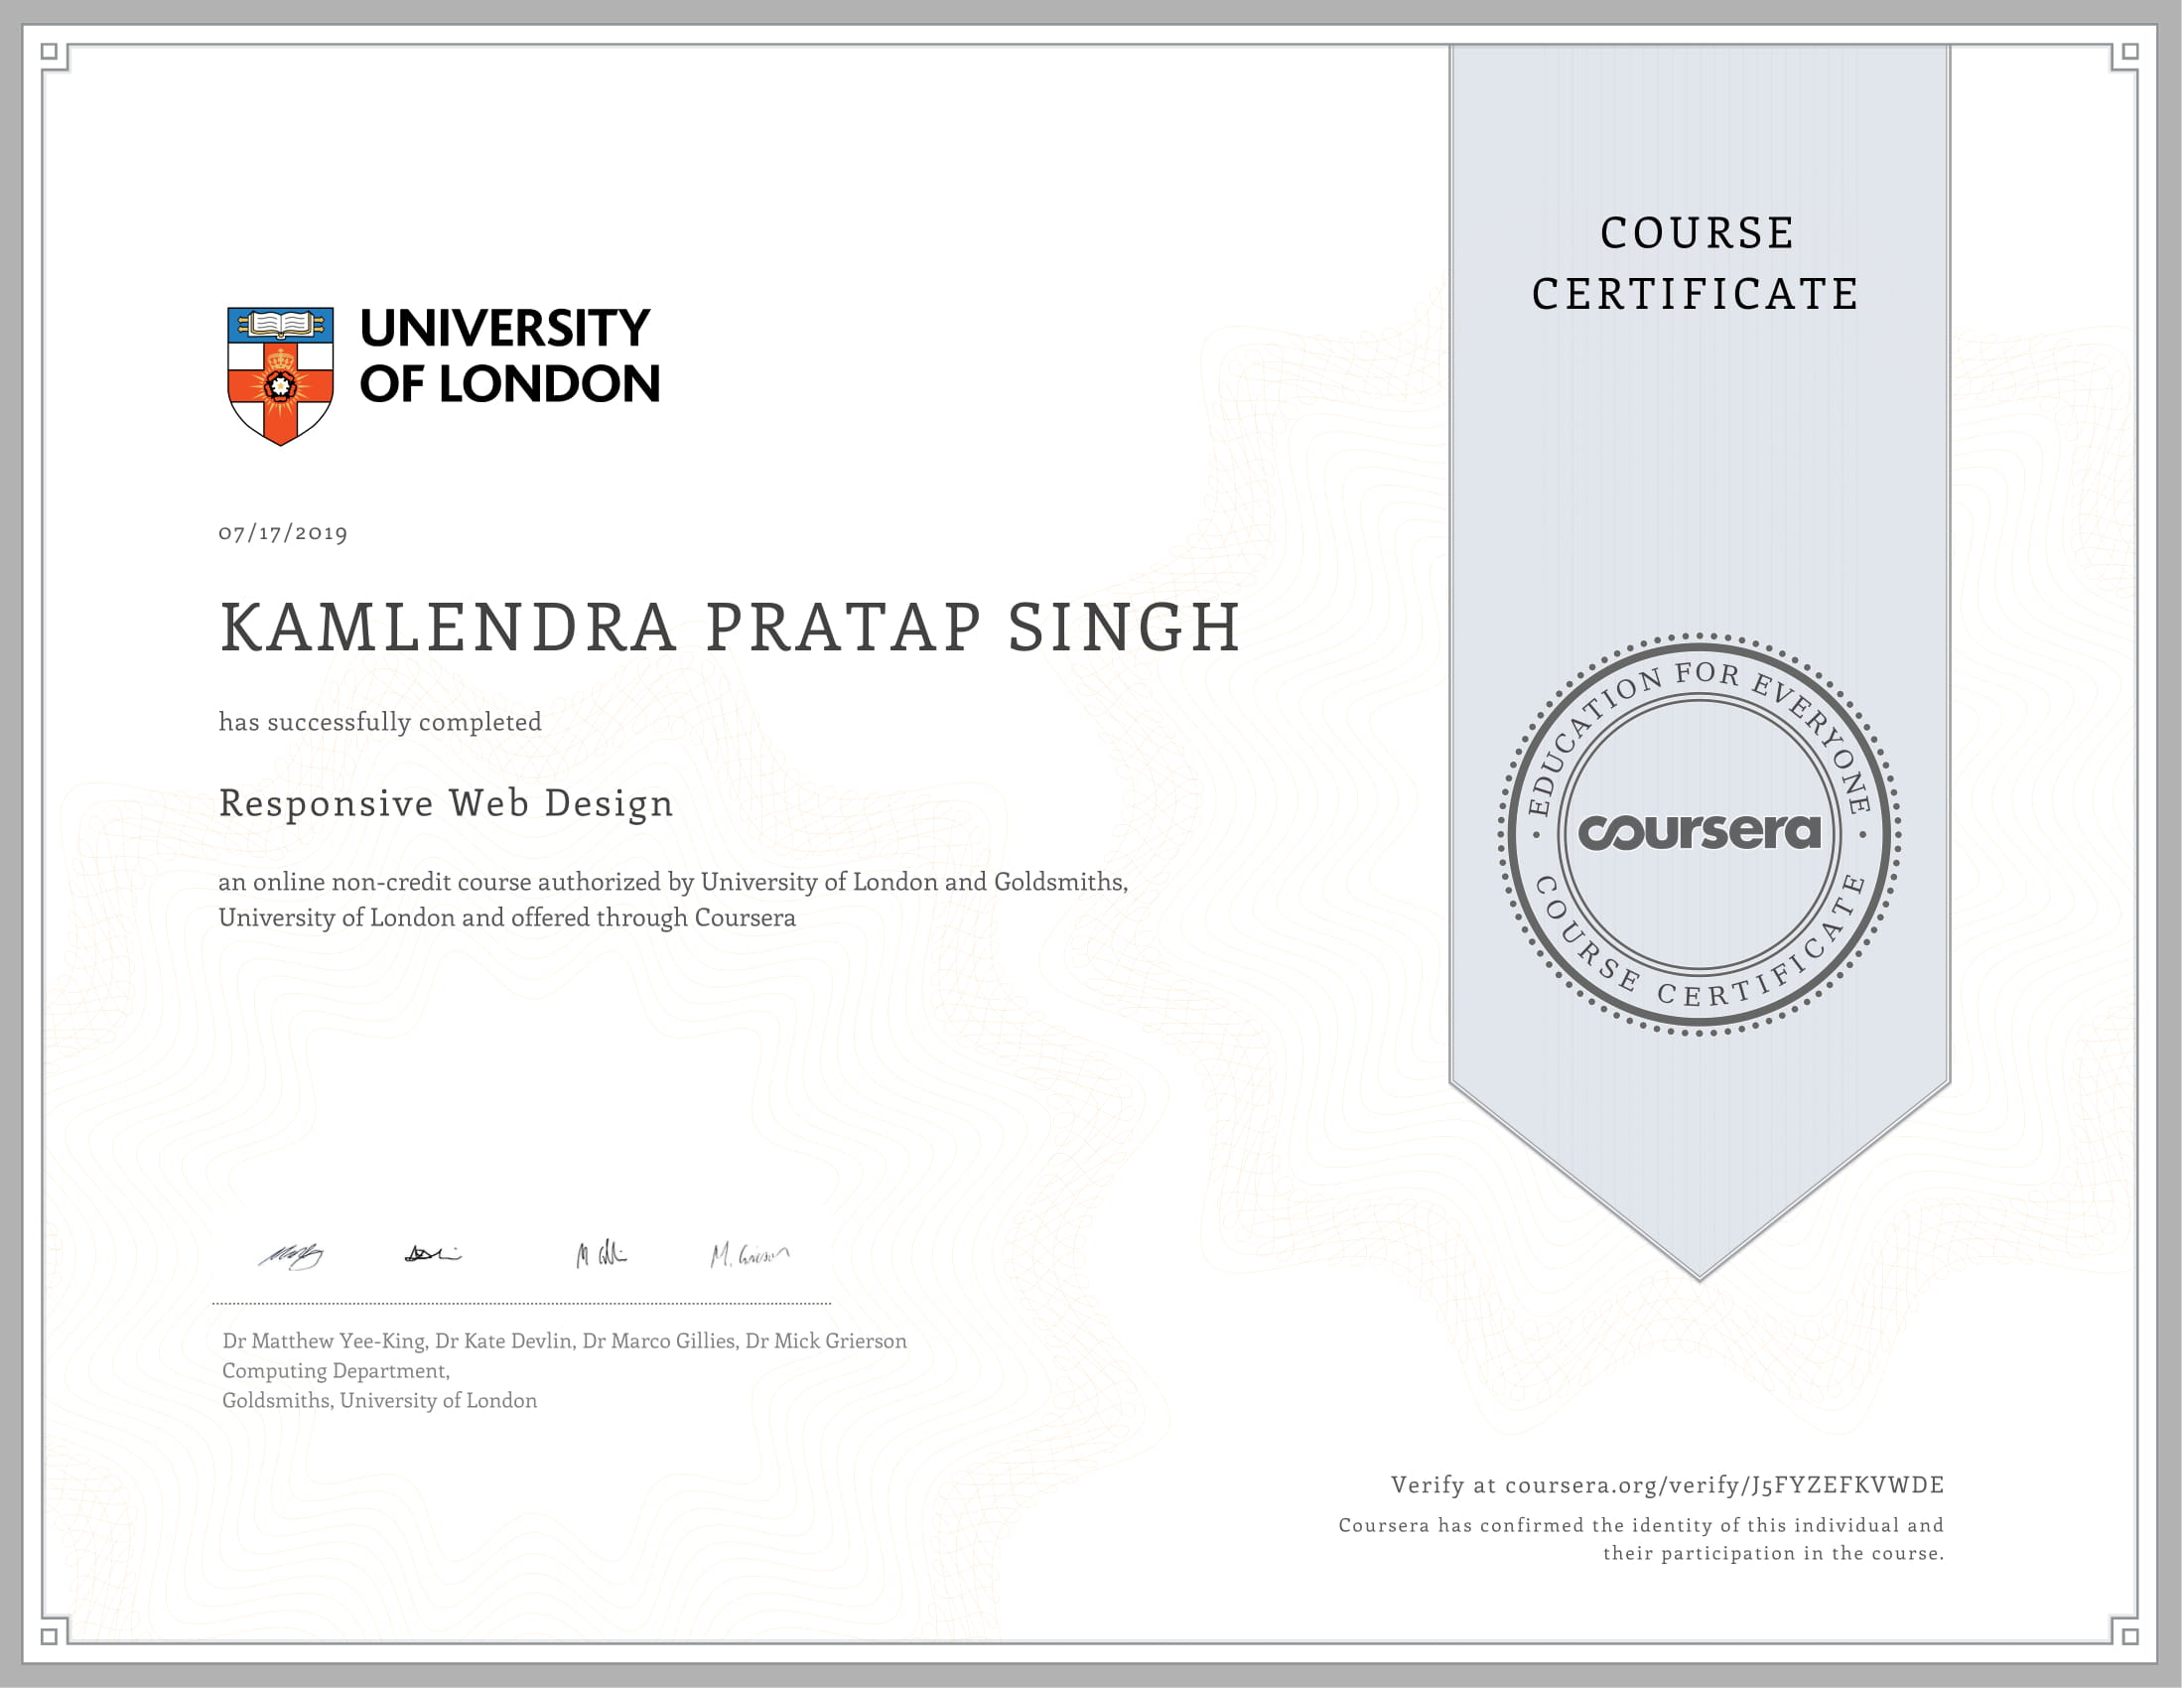 UNIVERSITY
OF LONDON
COURSE
CERTIFICATE
07/17/2019
KAMLENDRA PRATAP SINGH
has successfully completed
Responsive Web Design
an online non-credit course authorized by University of London and Goldsmiths,
University of London and offered through Coursera
EDUCATION FOR EVERYONE
coursera
COURSE CERTIFICATE
M. Grierson
Dr Matthew Yee-King, Dr Kate Devlin, Dr Marco Gillies, Dr Mick Grierson
Computing Department,
Goldsmiths, University of London
Verify at coursera.org/verify/J5FYZEFKVWDE
Coursera has confirmed the identity of this individual and
their participation in the course.